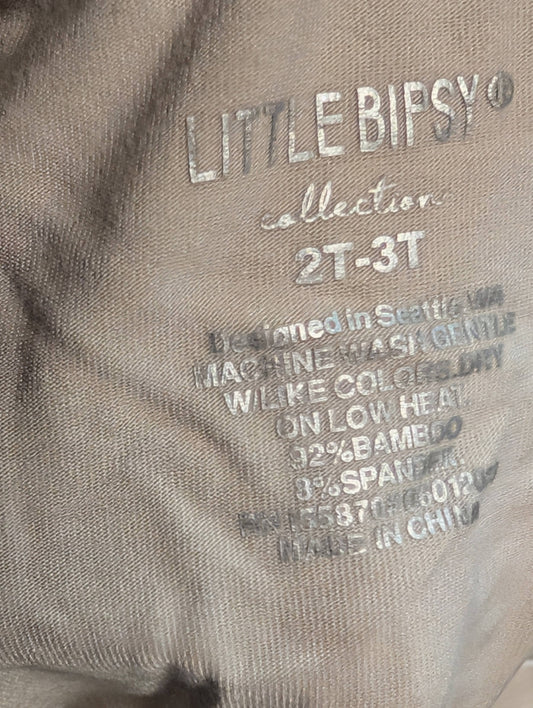 LITTLE BIPSY®
collection
2T-3T
Designed in Seattle WA
MACHINE WASH GENTLE
W/LIKE COLORS.DRY
ON LOW HEAT
92%BAMBOO
8%SPANDEX
MADE IN CHINA